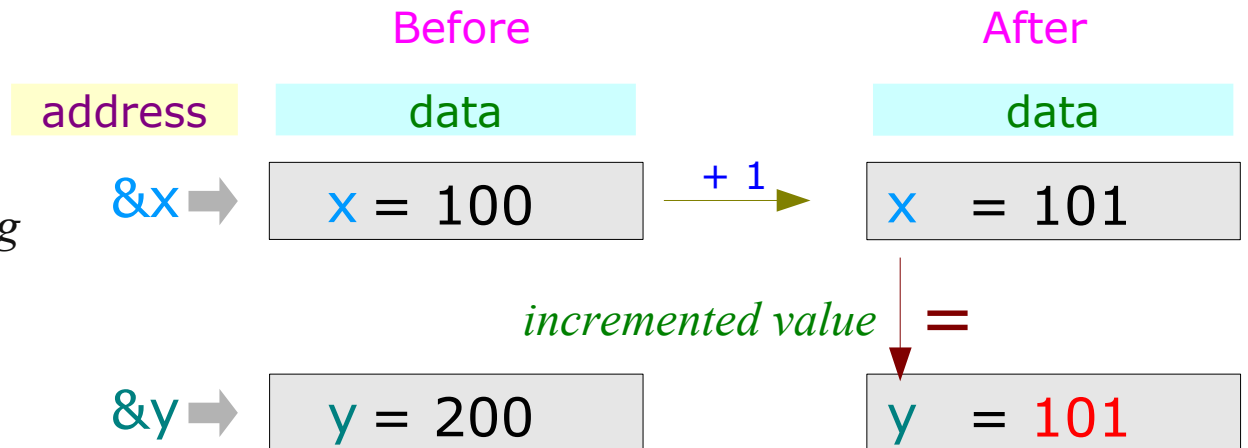 Before After
address data data
&x x = 100 + 1 x = 101
g
incremented value =
&y y = 200 y = 101